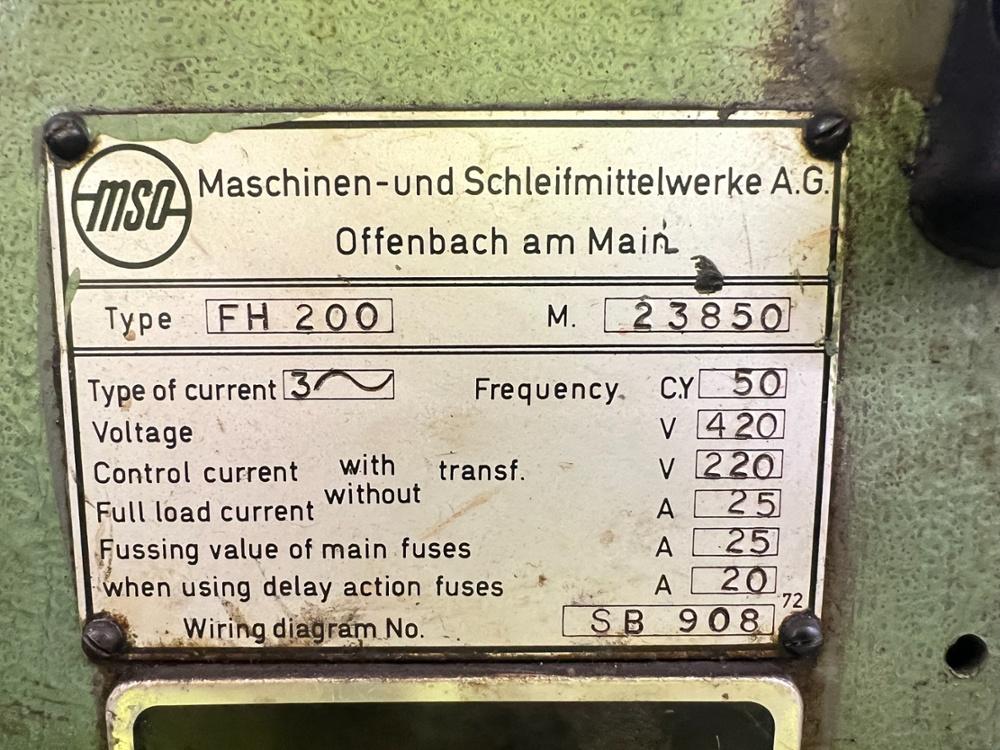 mso Maschinen-und Schleifmittelwerke A.G.
Offenbach am Main
Type FH 200 M. 23850
Type of current 3~ Frequency. C.Y 50
Voltage V 420
Control current with transf. V 220
without
Full load current A 25
Fussing value of main fuses A 25
when using delay action fuses A 20
72
Wiring diagram No. SB 908